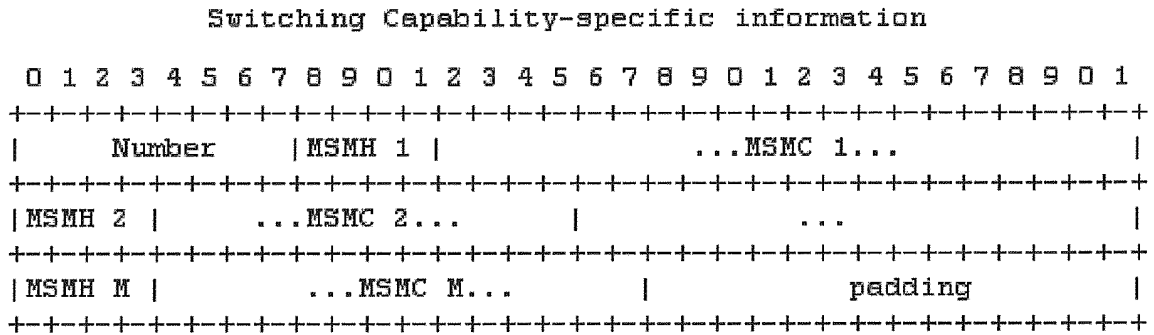 Switching Capability-specific information
0 1 2 3 4 5 6 7 8 9 0 1 2 3 4 5 6 7 8 9 0 1 2 3 4 5 6 7 8 9 0 1
+-+-+-+-+-+-+-+-+-+-+-+-+-+-+-+-+-+-+-+-+-+-+-+-+-+-+-+-+-+-+-+-+
| Number | MSMH 1 | ...MSMC 1... |
+-+-+-+-+-+-+-+-+-+-+-+-+-+-+-+-+-+-+-+-+-+-+-+-+-+-+-+-+-+-+-+-+
| MSMH 2 | ...MSMC 2... | ... |
+-+-+-+-+-+-+-+-+-+-+-+-+-+-+-+-+-+-+-+-+-+-+-+-+-+-+-+-+-+-+-+-+
| MSMH M | ...MSMC M... | padding |
+-+-+-+-+-+-+-+-+-+-+-+-+-+-+-+-+-+-+-+-+-+-+-+-+-+-+-+-+-+-+-+-+